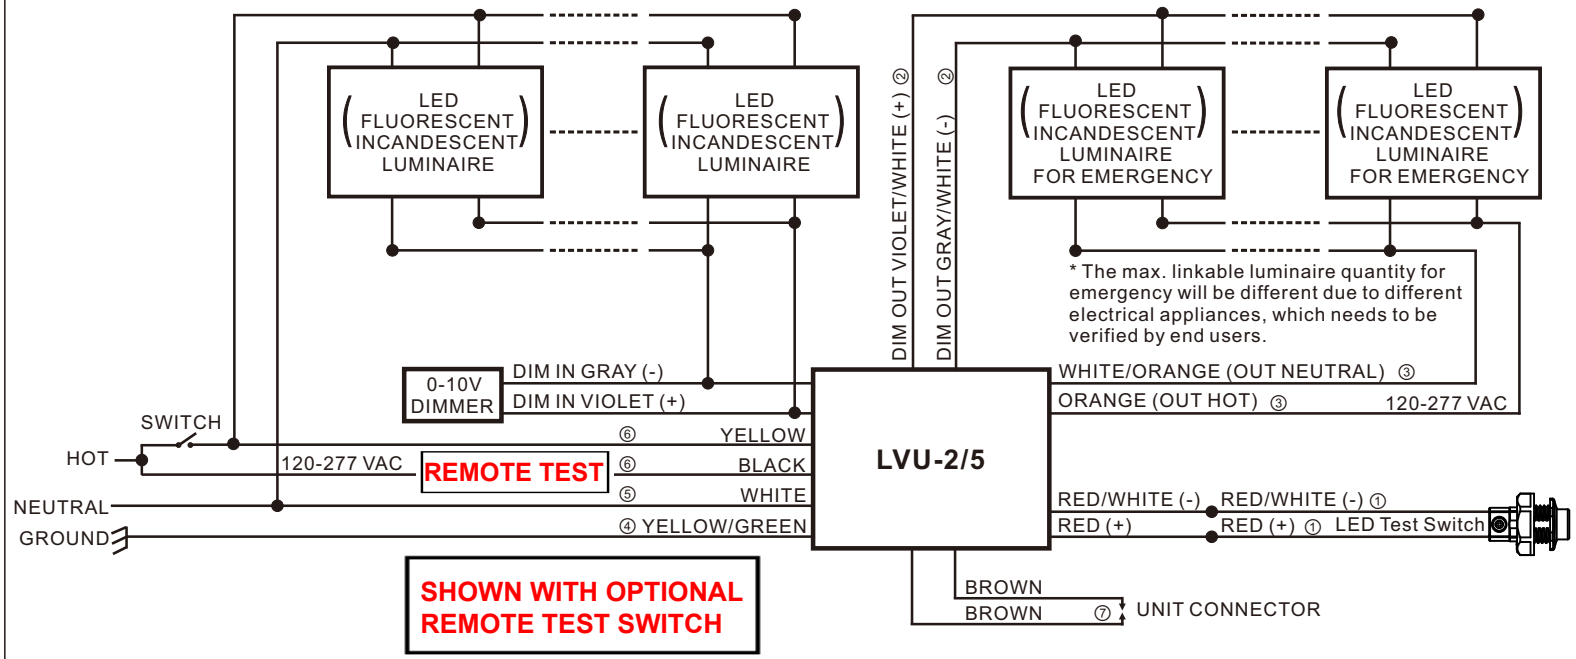 ( LED
FLUORESCENT
INCANDESCENT )
LUMINAIRE
( LED
FLUORESCENT
INCANDESCENT )
LUMINAIRE
DIM OUT VIOLET/WHITE (+) ②
DIM OUT GRAY/WHITE (-) ②
( LED
FLUORESCENT
INCANDESCENT )
LUMINAIRE
FOR EMERGENCY
( LED
FLUORESCENT
INCANDESCENT )
LUMINAIRE
FOR EMERGENCY
* The max. linkable luminaire quantity for
emergency will be different due to different
electrical appliances, which needs to be
verified by end users.
0-10V
DIMMER
DIM IN GRAY (-)
DIM IN VIOLET (+)
WHITE/ORANGE (OUT NEUTRAL) ③
ORANGE (OUT HOT) ③ 120-277 VAC
SWITCH
HOT
⑥ YELLOW
120-277 VAC REMOTE TEST ⑥ BLACK
NEUTRAL ⑤ WHITE
GROUND ④ YELLOW/GREEN
LVU-2/5
RED/WHITE (-) RED/WHITE (-) ①
RED (+) RED (+) ① LED Test Switch
SHOWN WITH OPTIONAL
REMOTE TEST SWITCH
BROWN
BROWN ⑦ UNIT CONNECTOR